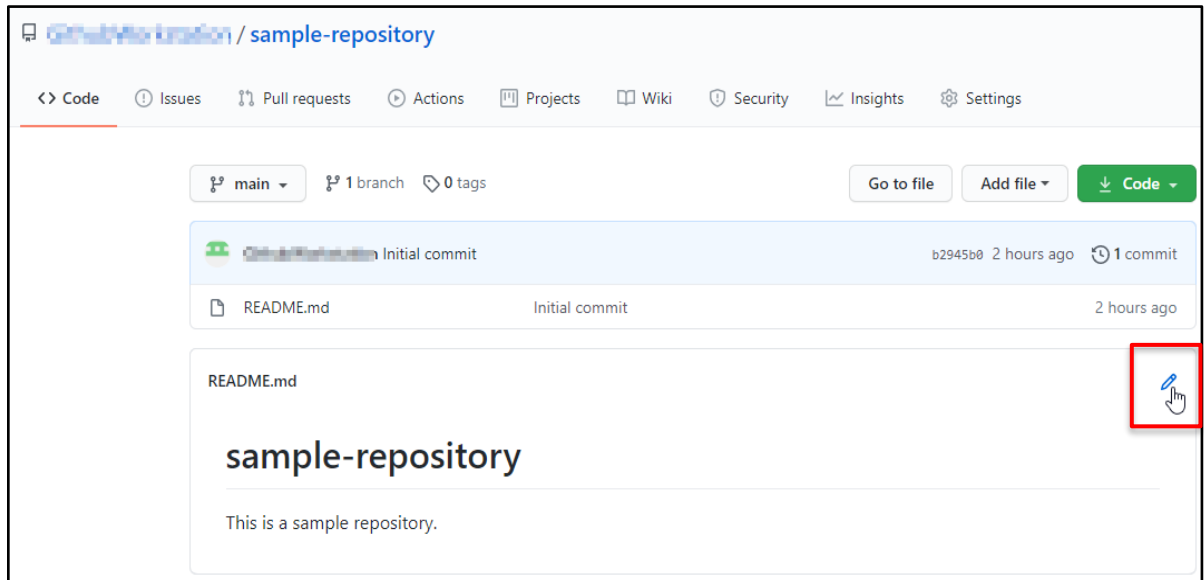 / sample-repository
Code Issues Pull requests Actions Projects Wiki Security Insights Settings
main 1 branch 0 tags Go to file Add file Code
Initial commit b2945b0 2 hours ago 1 commit
README.md Initial commit 2 hours ago
README.md
sample-repository
This is a sample repository.